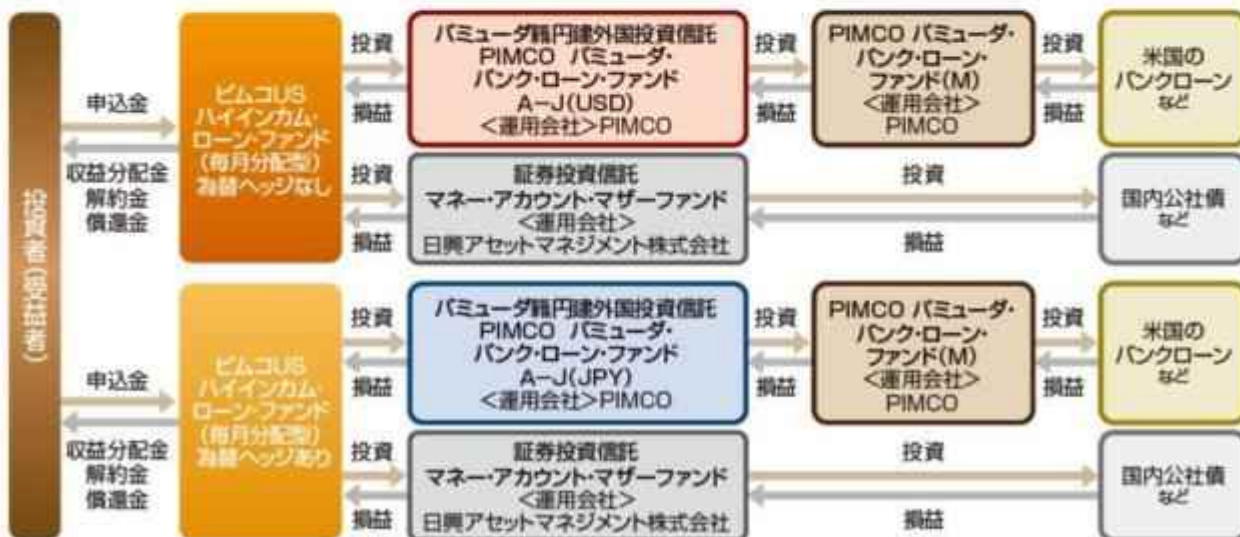 投資者(受益者)
申込金
収益分配金
解約金
償還金
ピムコUS
ハイインカム・
ローン・ファンド
(毎月分配型)
為替ヘッジなし
投資
損益
バミューダ籍円建外国投資信託
PIMCO バミューダ・
バンク・ローン・ファンド
A-J(USD)
<運用会社>PIMCO
投資
損益
PIMCO バミューダ・
バンク・ローン・
ファンド(M)
<運用会社>
PIMCO
投資
損益
米国の
バンクローン
など
投資
損益
証券投資信託
マネー・アカウント・マザーファンド
<運用会社>
日興アセットマネジメント株式会社
投資
損益
国内公社債
など
申込金
収益分配金
解約金
償還金
ピムコUS
ハイインカム・
ローン・ファンド
(毎月分配型)
為替ヘッジあり
投資
損益
バミューダ籍円建外国投資信託
PIMCO バミューダ・
バンク・ローン・ファンド
A-J(JPY)
<運用会社>PIMCO
投資
損益
PIMCO バミューダ・
バンク・ローン・
ファンド(M)
<運用会社>
PIMCO
投資
損益
米国の
バンクローン
など
投資
損益
証券投資信託
マネー・アカウント・マザーファンド
<運用会社>
日興アセットマネジメント株式会社
投資
損益
国内公社債
など